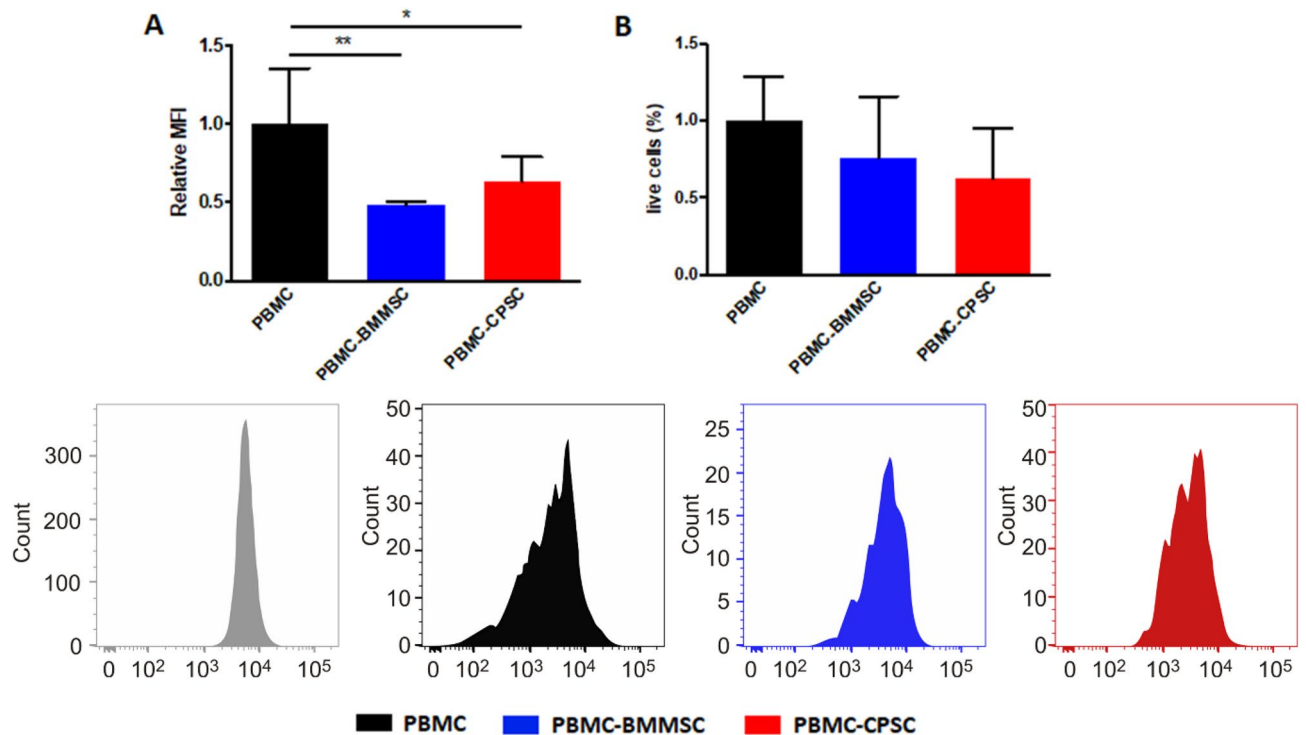 A
*
**
Relative MFI
1.5
1.0
0.5
0.0
PBMC
PBMC-BMMSC
PBMC-CPSC
B
live cells (%)
1.5
1.0
0.5
0.0
PBMC
PBMC-BMMSC
PBMC-CPSC
Count
300
200
100
0
0 10² 10³ 10⁴ 10⁵
Count
50
40
30
20
10
0
0 10² 10³ 10⁴ 10⁵
Count
25
20
15
10
5
0
0 10² 10³ 10⁴ 10⁵
Count
50
40
30
20
10
0
0 10² 10³ 10⁴ 10⁵
PBMC PBMC-BMMSC PBMC-CPSC